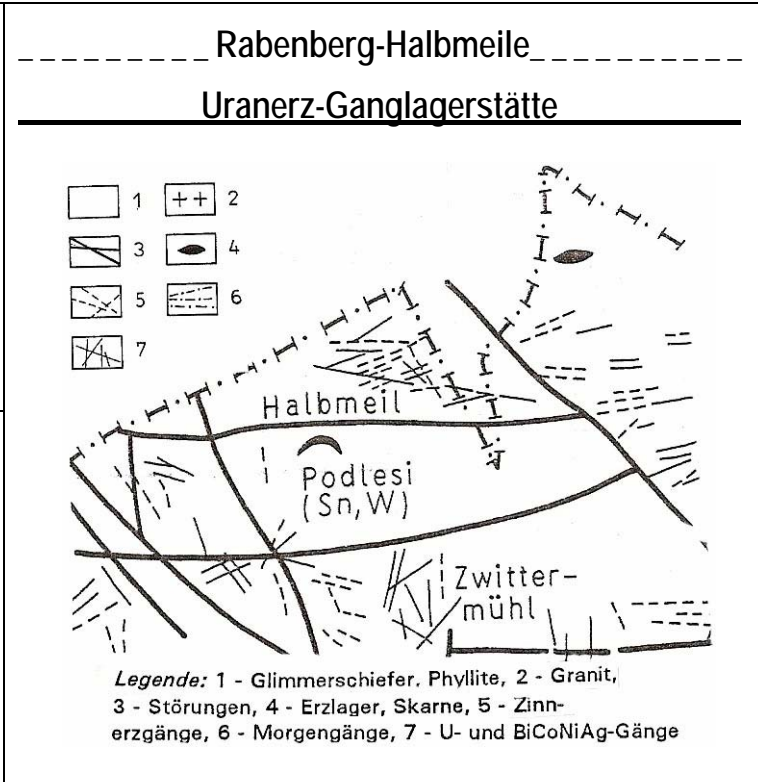 Rabenberg-Halbmeile
Uranerz-Ganglagerstätte
1
++ 2
3
4
5
6
7
Halbmeil
Podlesi
(Sn,W)
Zwitter-
mühl
Legende: 1 - Glimmerschiefer. Phyllite, 2 - Granit,
3 - Störungen, 4 - Erzlager, Skarne, 5 - Zinn-
erzgänge, 6 - Morgengänge, 7 - U- und BiCoNiAg-Gänge